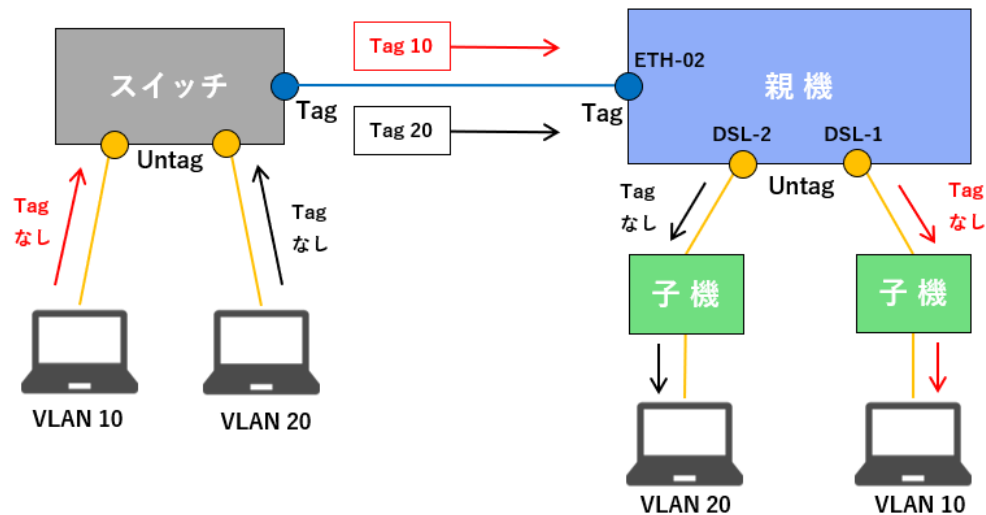 Tag 10
ETH-02
スイッチ
親機
Tag
Tag
Tag 20
DSL-2
DSL-1
Untag
Untag
Tag
なし
Tag
なし
Tag
なし
Tag
なし
子機
子機
VLAN 10
VLAN 20
VLAN 20
VLAN 10